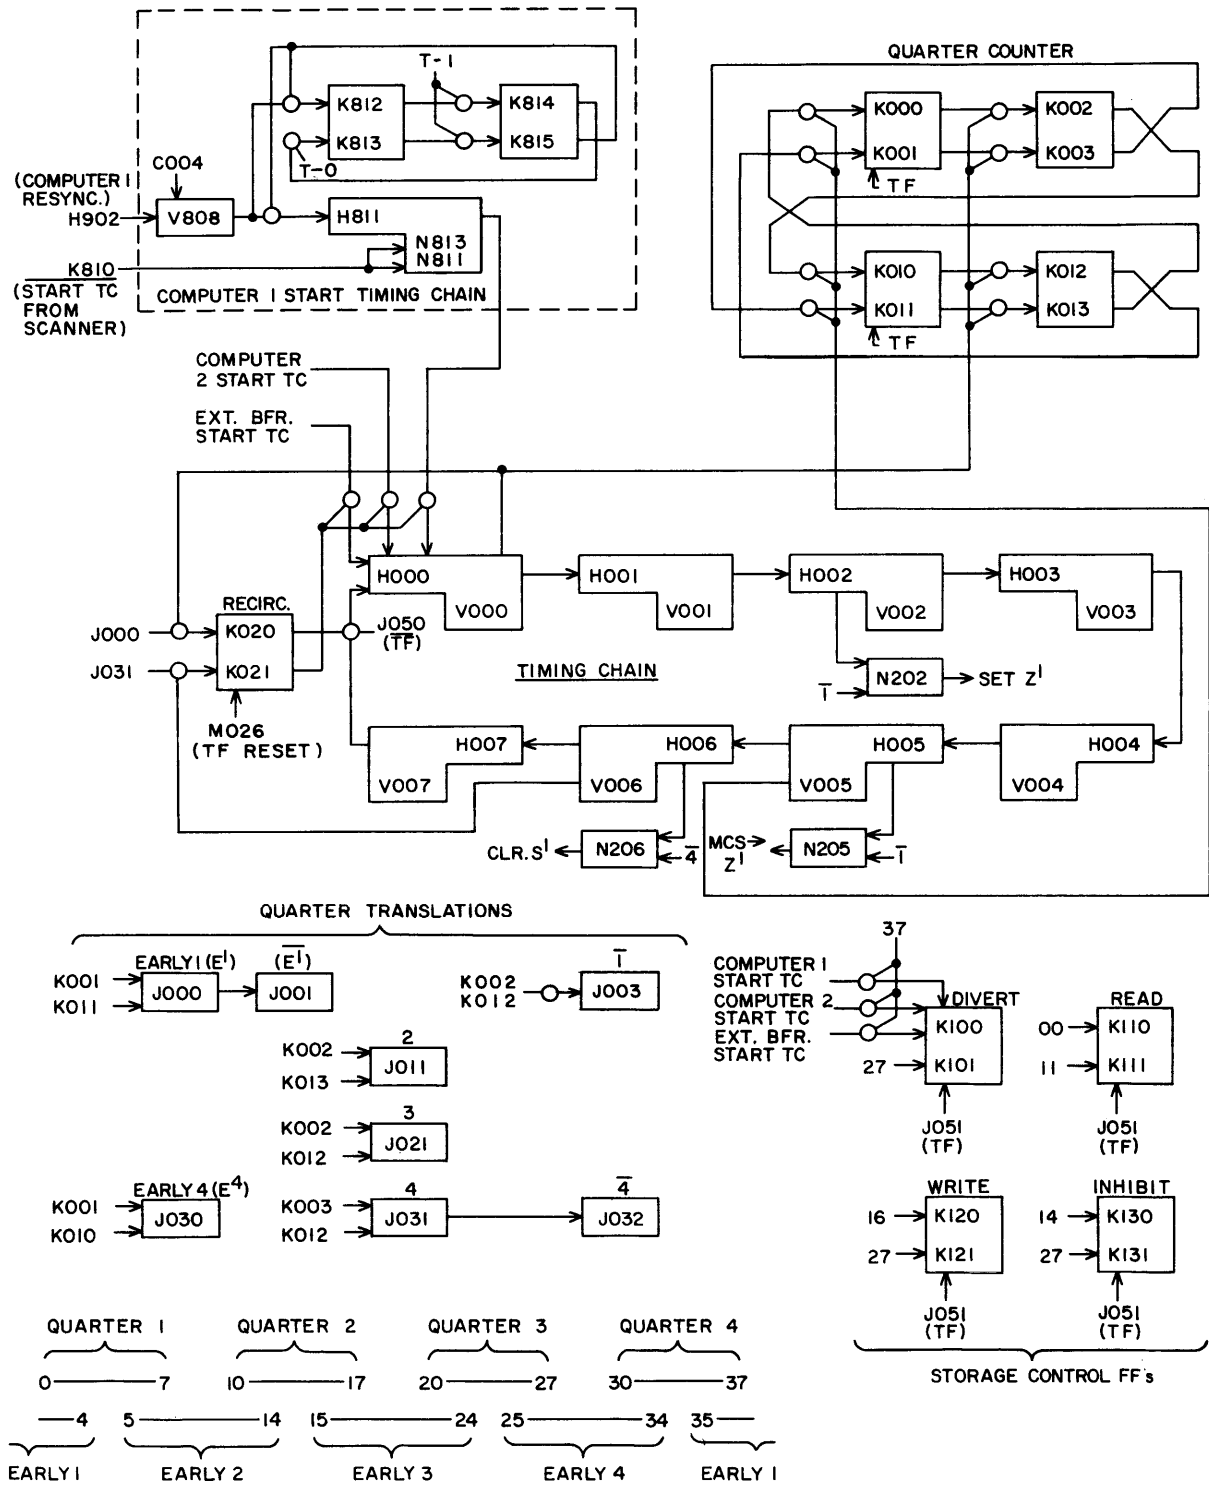 QUARTER COUNTER
T-1
K812
K814
K813
K815
T-0
C004
(COMPUTER 1
RESYNC.)
H902
V808
H811
N813
N811
K810
(START TC
FROM
SCANNER)
COMPUTER 1 START TIMING CHAIN
K000
K002
K001
K003
TF
K010
K012
K011
K013
TF
COMPUTER
2 START TC
EXT. BFR.
START TC
H000
V000
H001
V001
H002
V002
H003
V003
RECIRC.
J000
K020
J050
(TF)
J031
K021
TIMING CHAIN
N202
SET Z1
1
M026
(TF RESET)
H007
V007
H006
V006
H005
V005
H004
V004
CLR. S1
N206
4
MCS→
Z1
N205
1
QUARTER TRANSLATIONS
EARLY 1 (E1)
(E1)
K001
K011
J000
J001
1
K002
K012
J003
2
K002
K013
J011
3
K002
K012
J021
EARLY 4 (E4)
K001
K010
J030
4
K003
K012
J031
4
J032
37
COMPUTER 1
START TC
COMPUTER 2
START TC
EXT. BFR.
START TC
DIVERT
K100
27
K101
J051
(TF)
READ
00
K110
11
K111
J051
(TF)
WRITE
16
K120
27
K121
J051
(TF)
INHIBIT
14
K130
27
K131
J051
(TF)
STORAGE CONTROL FF's
QUARTER 1
QUARTER 2
QUARTER 3
QUARTER 4
0 7
10 17
20 27
30 37
4
5 14
15 24
25 34
35
EARLY 1
EARLY 2
EARLY 3
EARLY 4
EARLY 1